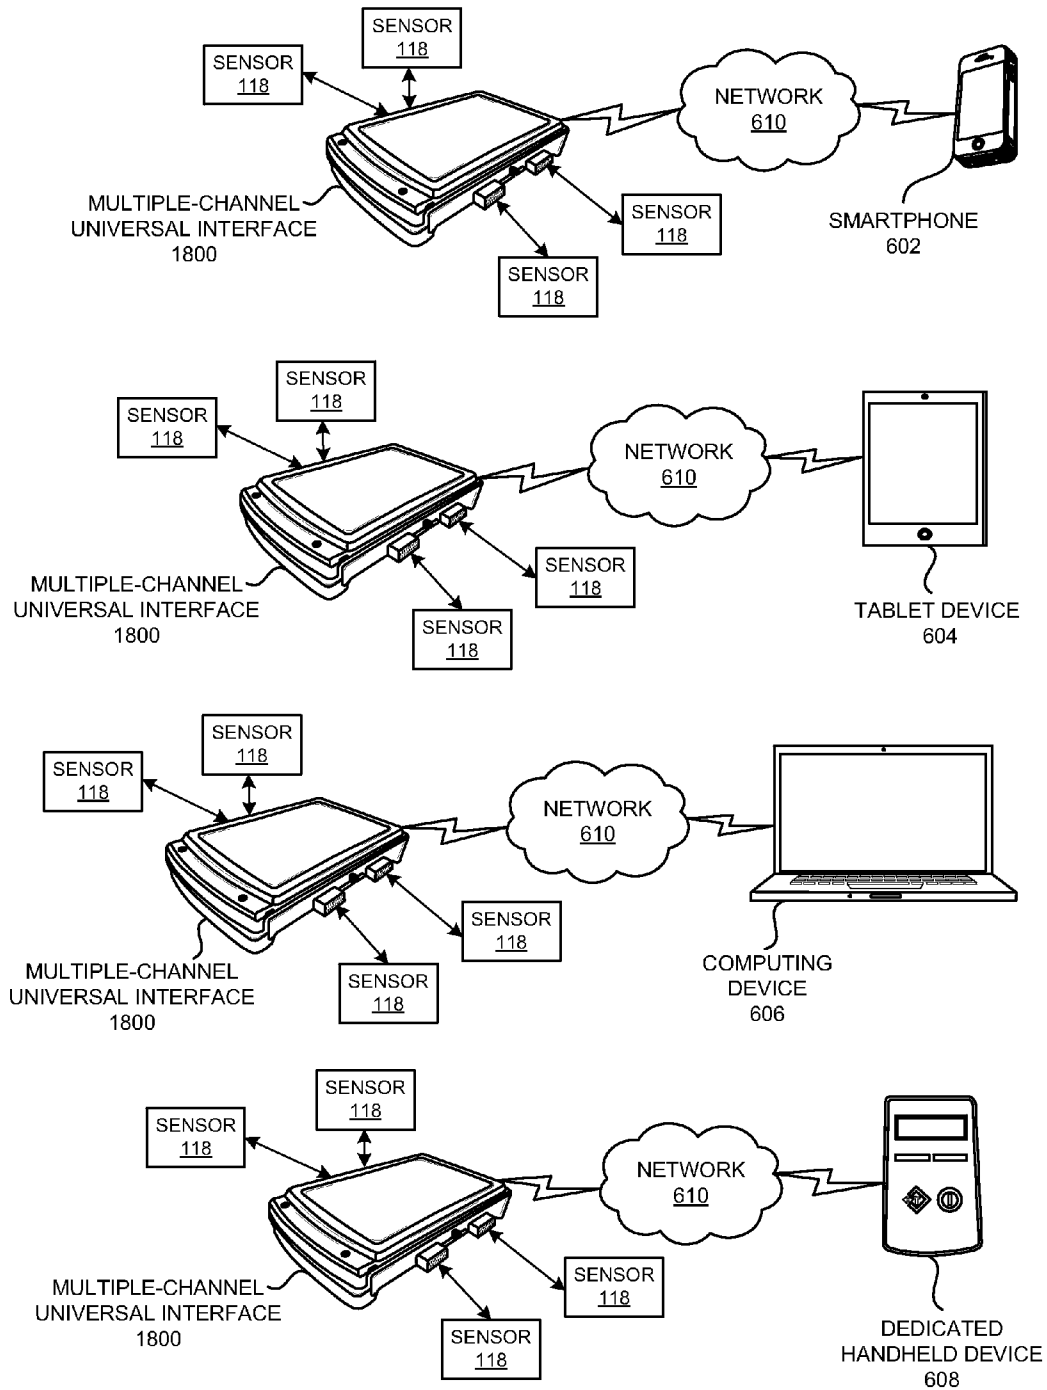 SENSOR
118
SENSOR
118
NETWORK
610
MULTIPLE-CHANNEL
UNIVERSAL INTERFACE
1800
SENSOR
118
SENSOR
118
SMARTPHONE
602
SENSOR
118
SENSOR
118
NETWORK
610
MULTIPLE-CHANNEL
UNIVERSAL INTERFACE
1800
SENSOR
118
SENSOR
118
TABLET DEVICE
604
SENSOR
118
SENSOR
118
NETWORK
610
MULTIPLE-CHANNEL
UNIVERSAL INTERFACE
1800
SENSOR
118
SENSOR
118
COMPUTING
DEVICE
606
SENSOR
118
SENSOR
118
NETWORK
610
MULTIPLE-CHANNEL
UNIVERSAL INTERFACE
1800
SENSOR
118
SENSOR
118
DEDICATED
HANDHELD DEVICE
608